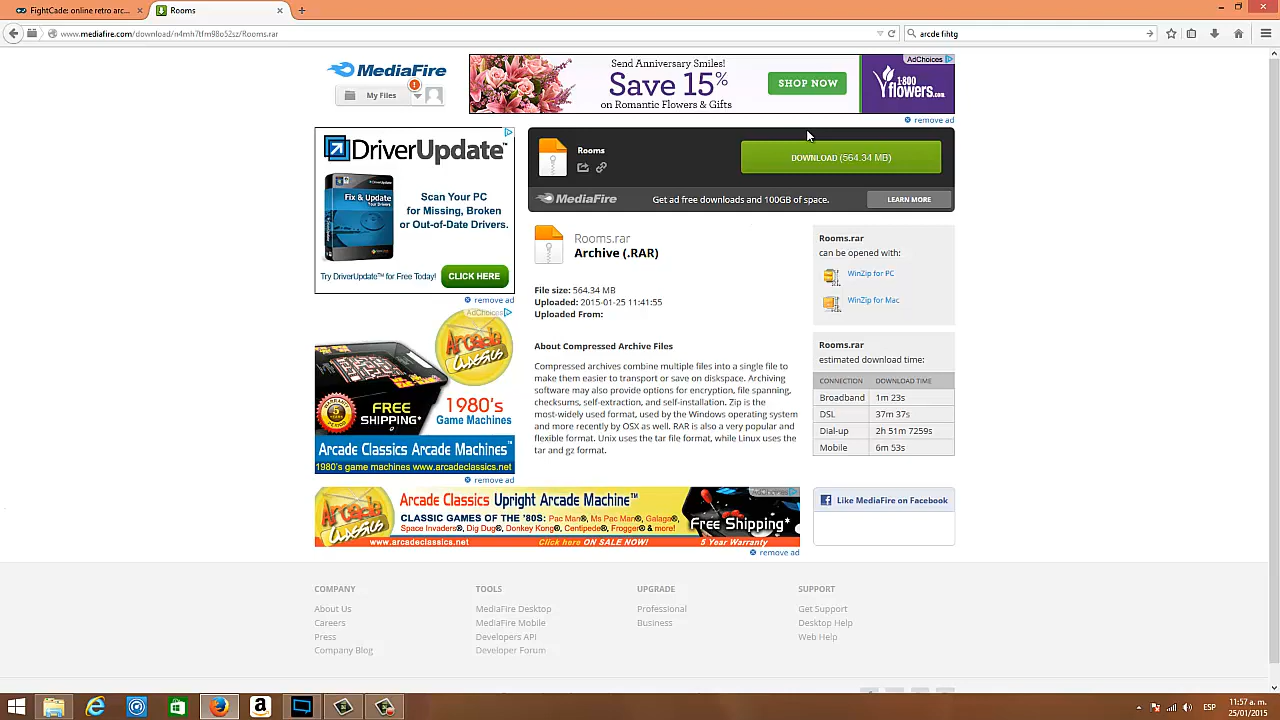 FightCade: online retro arc...
Rooms
www.mediafire.com/download/n4mh7tfm98o52sz/Rooms.rar
arcde fihtg
MediaFire
My Files
1
Send Anniversary Smiles!
Save 15%
on Romantic Flowers & Gifts
SHOP NOW
AdChoices
1-800
flowers.com
remove ad
DriverUpdate™
Fix & Update
Scan Your PC
for Missing, Broken
or Out-of-Date Drivers.
Try DriverUpdate™ for Free Today!
CLICK HERE
remove ad
Rooms
DOWNLOAD (564.34 MB)
MediaFire
Get ad free downloads and 100GB of space.
LEARN MORE
Rooms.rar
Archive (.RAR)
File size: 564.34 MB
Uploaded: 2015-01-25 11:41:55
Uploaded From:
About Compressed Archive Files
Compressed archives combine multiple files into a single file to
make them easier to transport or save on diskspace. Archiving
software may also provide options for encryption, file spanning,
checksums, self-extraction, and self-installation. Zip is the
most-widely used format, used by the Windows operating system
and more recently by OSX as well. RAR is also a very popular and
flexible format. Unix uses the tar file format, while Linux uses the
tar and gz format.
Rooms.rar
can be opened with:
WinZip for PC
WinZip for Mac
Rooms.rar
estimated download time:
CONNECTION DOWNLOAD TIME
Broadband 1m 23s
DSL 37m 37s
Dial-up 2h 51m 7259s
Mobile 6m 53s
AdChoices
Arcade
Classics
5
FREE
SHIPPING*
1980's
Game Machines
Arcade Classics Arcade Machines™
1980's game machines www.arcadeclassics.net
remove ad
Arcade
Classics
www.arcadeclassics.net
Arcade Classics Upright Arcade Machine™
CLASSIC GAMES OF THE '80S: Pac Man®, Ms Pac Man®, Galaga®,
Space Invaders®, Dig Dug®, Donkey Kong®, Centipede®, Frogger® & more!
Click here ON SALE NOW!
AdChoices
Free Shipping*
5 Year Warranty
remove ad
Like MediaFire on Facebook
COMPANY
About Us
Careers
Press
Company Blog
TOOLS
MediaFire Desktop
MediaFire Mobile
Developers API
Developer Forum
UPGRADE
Professional
Business
SUPPORT
Get Support
Desktop Help
Web Help
ESP
11:57 a. m.
25/01/2015